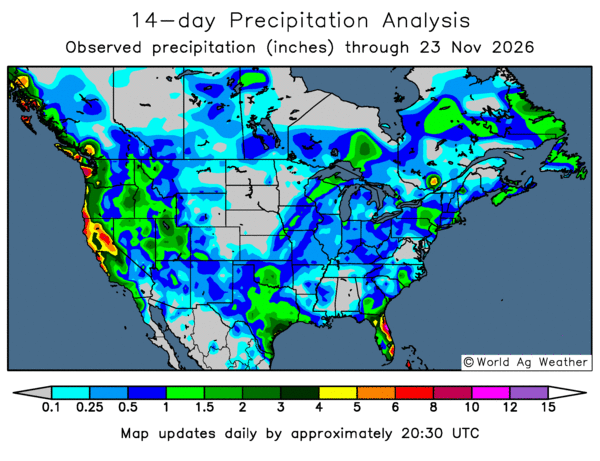 14-day Precipitation Analysis
Observed precipitation (inches) through 23 Nov 2026
© World Ag Weather
0.1 0.25 0.5 1 1.5 2 3 4 5 6 8 10 12 15
Map updates daily by approximately 20:30 UTC